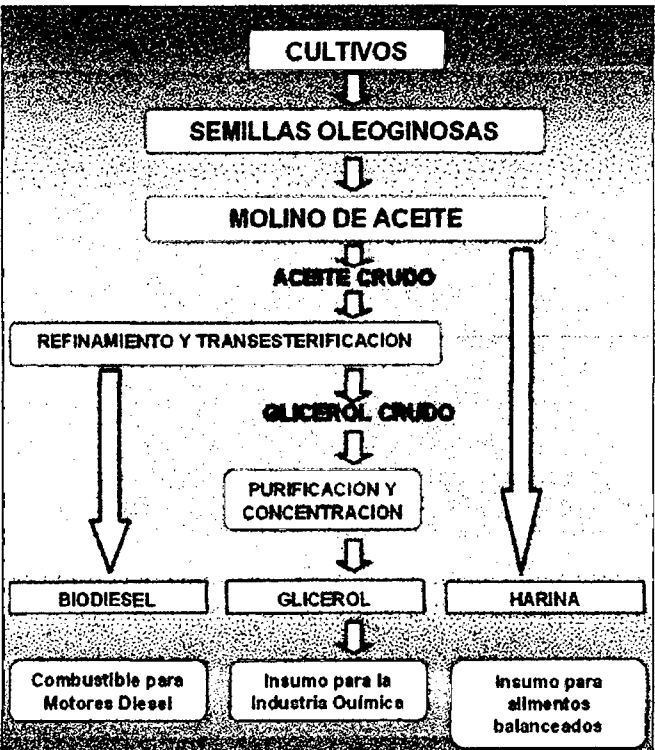 CULTIVOS
SEMILLAS OLEOGINOSAS
MOLINO DE ACEITE
ACEITE CRUDO
REFINAMIENTO Y TRANSESTERIFICACION
GLICEROL CRUDO
PURIFICACION Y
CONCENTRACION
BIODIESEL
GLICEROL
HARINA
Combustible para
Motores Diesel
Insumo para la
Industria Química
Insumo para
alimentos
balanceados